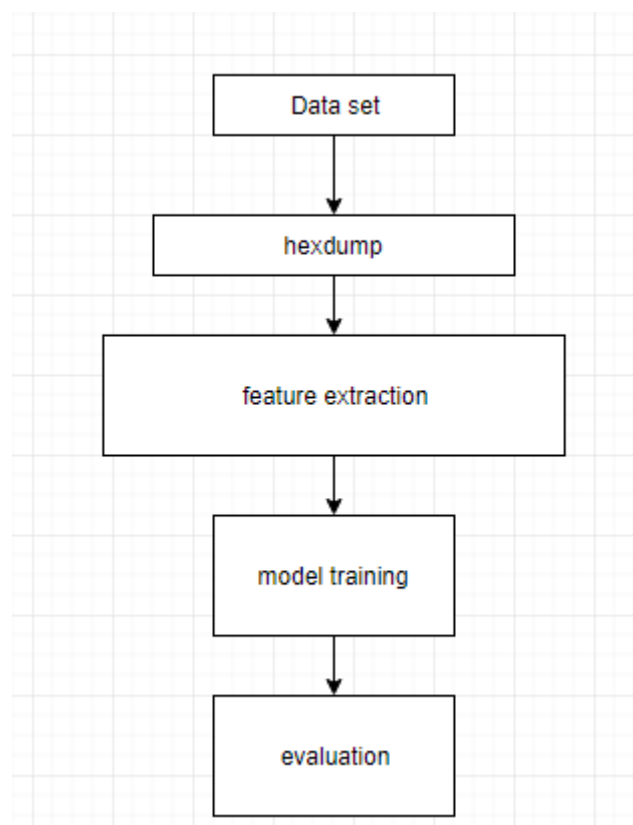 Data set
hexdump
feature extraction
model training
evaluation